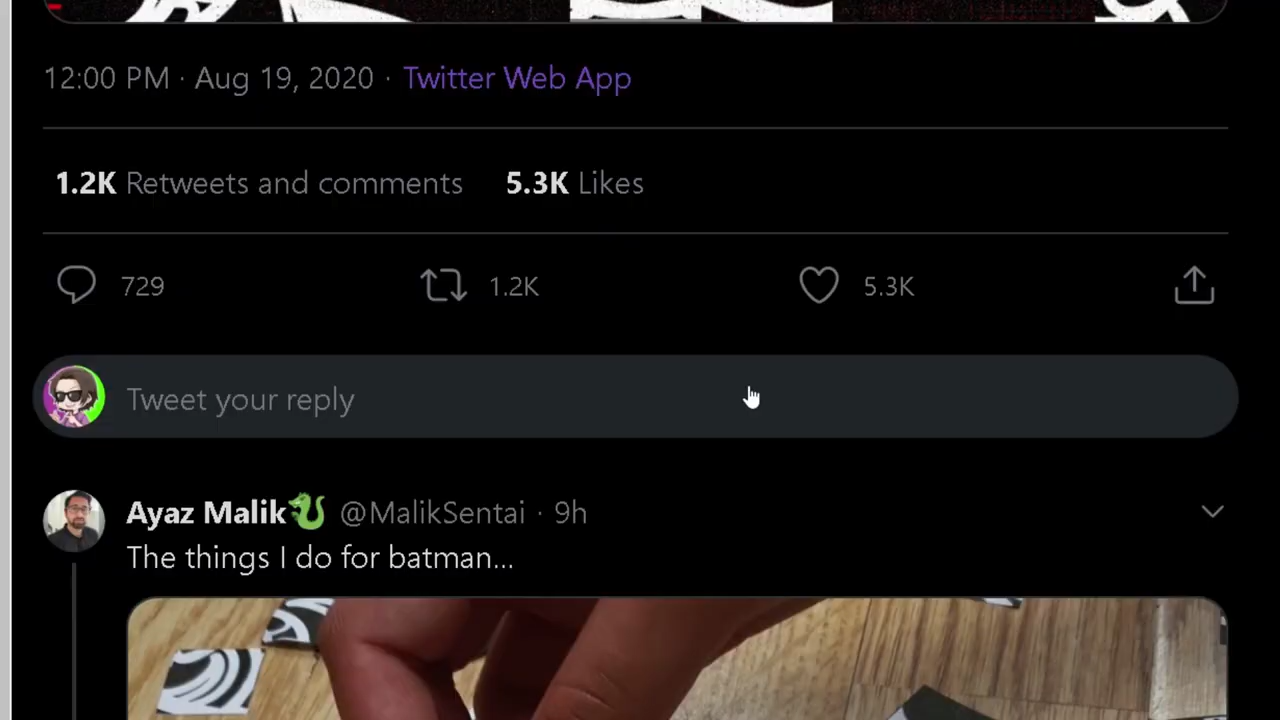 12:00 PM · Aug 19, 2020 · Twitter Web App
1.2K Retweets and comments 5.3K Likes
729 1.2K 5.3K
Tweet your reply
Ayaz Malik🐉 @MalikSentai · 9h
The things I do for batman...